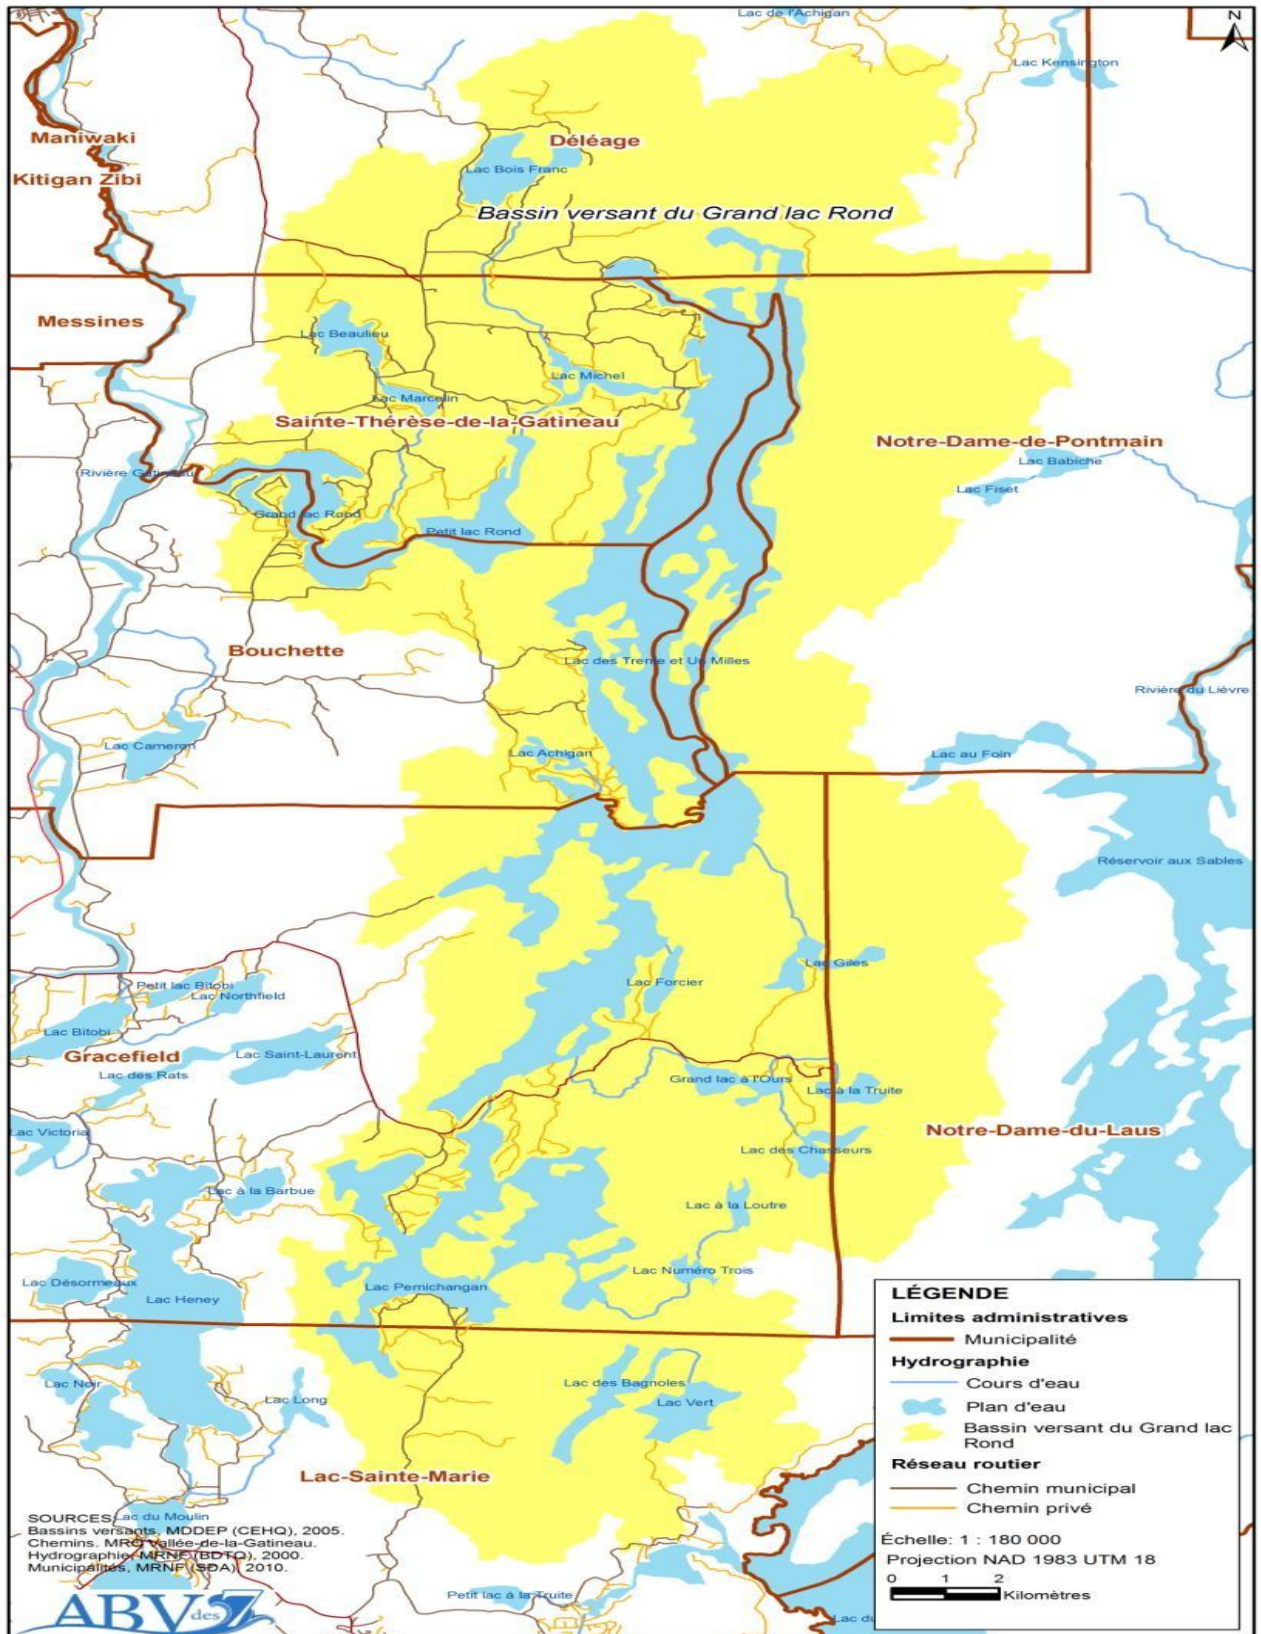 Lac de l'Achigan
N
Lac Kensington
Maniwaki
Déléage
Lac Bois Franc
Kitigan Zibi
Bassin versant du Grand lac Rond
Messines
Lac Beaulieu
Lac Michel
Lac Marcelin
Sainte-Thérèse-de-la-Gatineau
Notre-Dame-de-Pontmain
Lac Babiche
Rivière Gatineau
Lac Fiset
Grand lac Rond
Petit lac Rond
Bouchette
Lac des Trente et Un Milles
Rivière du Lièvre
Lac Cameron
Lac Achigan
Lac au Foin
Réservoir aux Sables
Lac Giles
Petit lac Bitobi
Lac Forcier
Lac Northfield
Lac Bitobi
Gracefield
Lac Saint-Laurent
Lac des Rats
Grand lac à l'Ours
Lac à la Truite
Lac Victoria
Notre-Dame-du-Laus
Lac des Chasseurs
Lac à la Barbue
Lac à la Loutre
Lac Numéro Trois
Lac Désormeaux
Lac Pemichangan
Lac Heney
LÉGENDE
Limites administratives
Municipalité
Hydrographie
Cours d'eau
Plan d'eau
Bassin versant du Grand lac
Rond
Réseau routier
Chemin municipal
Chemin privé
Échelle: 1 : 180 000
Projection NAD 1983 UTM 18
0 1 2
Kilomètres
Lac Noir
Lac des Bagnoles
Lac Long
Lac Vert
Lac-Sainte-Marie
Lac du Moulin
SOURCES
Bassins versants, MDDEP (CEHQ), 2005.
Chemins. MRC Vallée-de-la-Gatineau.
Hydrographie, MRNF (BDTQ), 2000.
Municipalités, MRNF (SDA), 2010.
Petit lac à la Truite
ABV des 7
Lac du